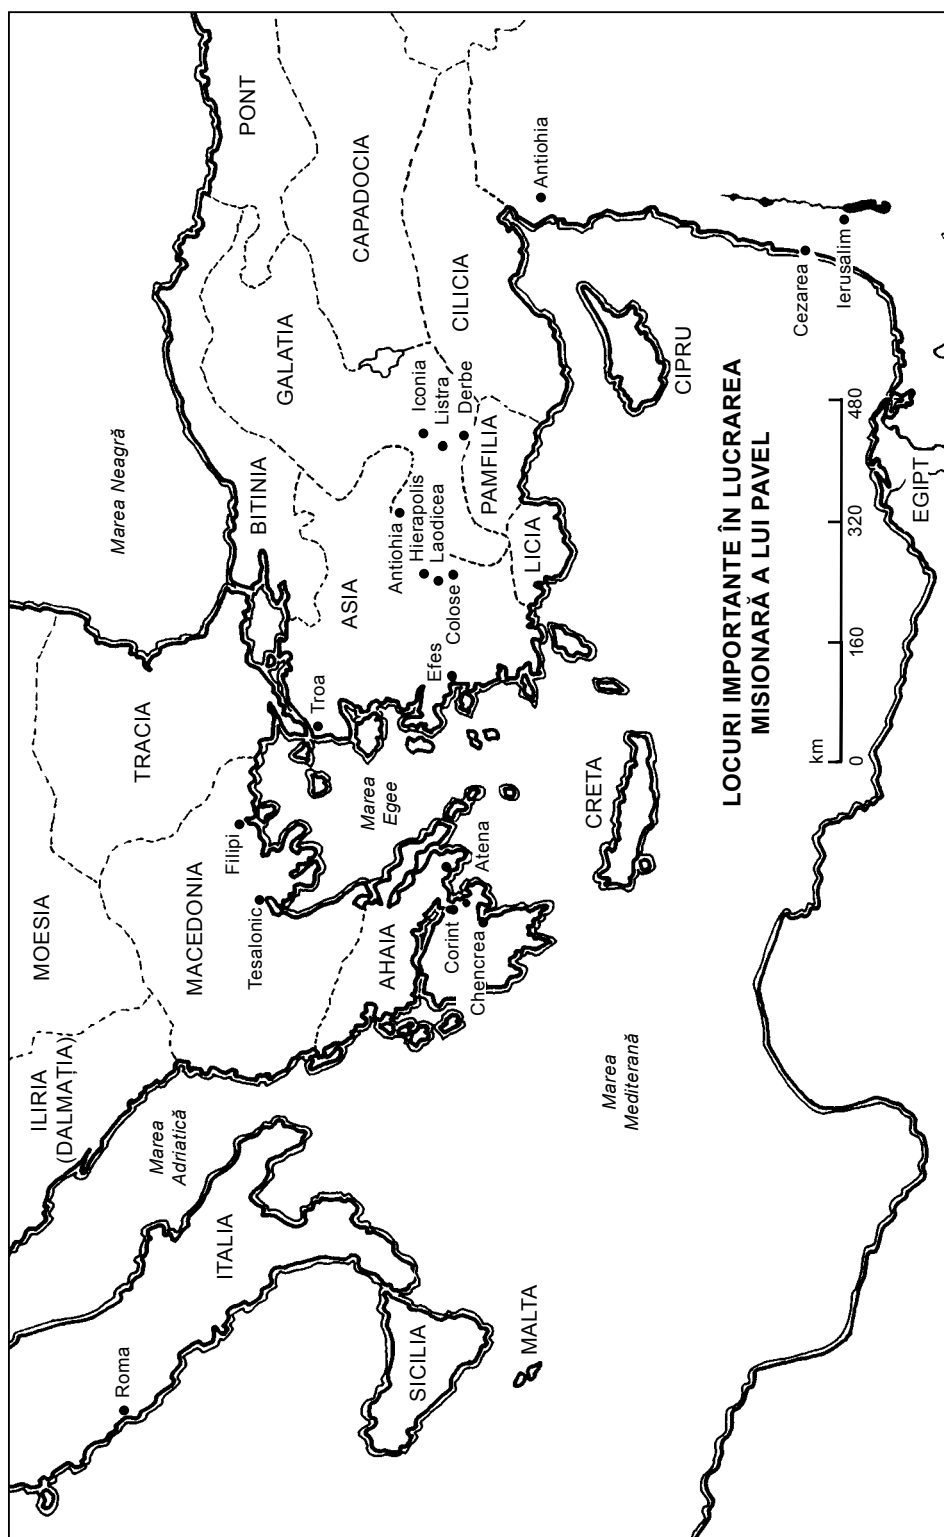 LOCURI IMPORTANTE ÎN LUCRAREA
MISIONARĂ A LUI PAVEL
km
0
160
320
480
ILIRIA
(DALMAȚIA)
MOESIA
TRACIA
Marea Neagră
PONT
MACEDONIA
Filipi
Tesalonic
BITINIA
GALATIA
CAPADOCIA
Marea
Adriatică
ITALIA
Roma
Troa
ASIA
Marea
Egee
AHAIA
Antiohia
Hierapolis
Laodicea
Colose
Efes
Iconia
Listra
Derbe
CILICIA
PAMFILIA
LICIA
Antiohia
Atena
Corint
Chencrea
SICILIA
MALTA
CRETA
CIPRU
Marea
Mediterană
Cezarea
Ierusalim
EGIPT